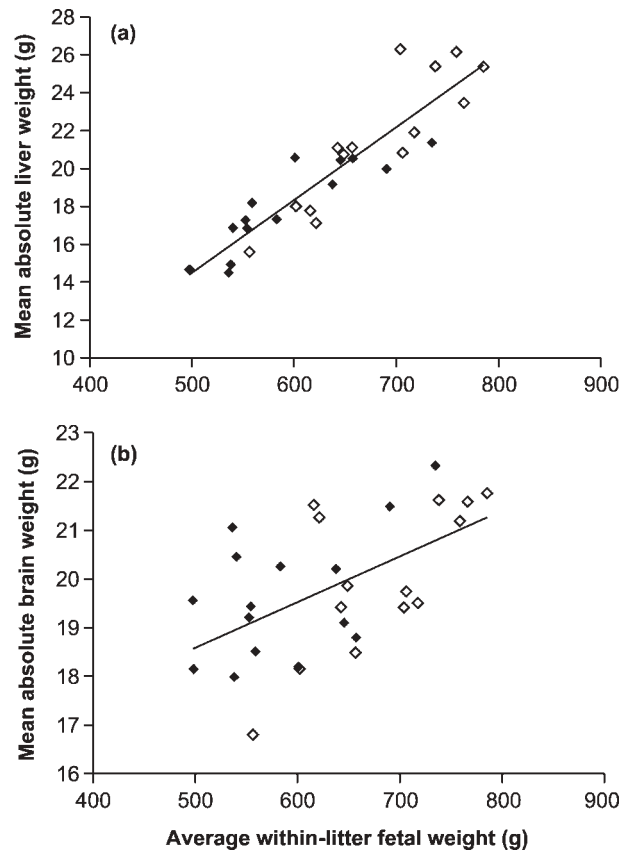 (a)
Mean absolute liver weight (g)
28
26
24
22
20
18
16
14
12
10
400 500 600 700 800 900
(b)
Mean absolute brain weight (g)
23
22
21
20
19
18
17
16
400 500 600 700 800 900
Average within-litter fetal weight (g)